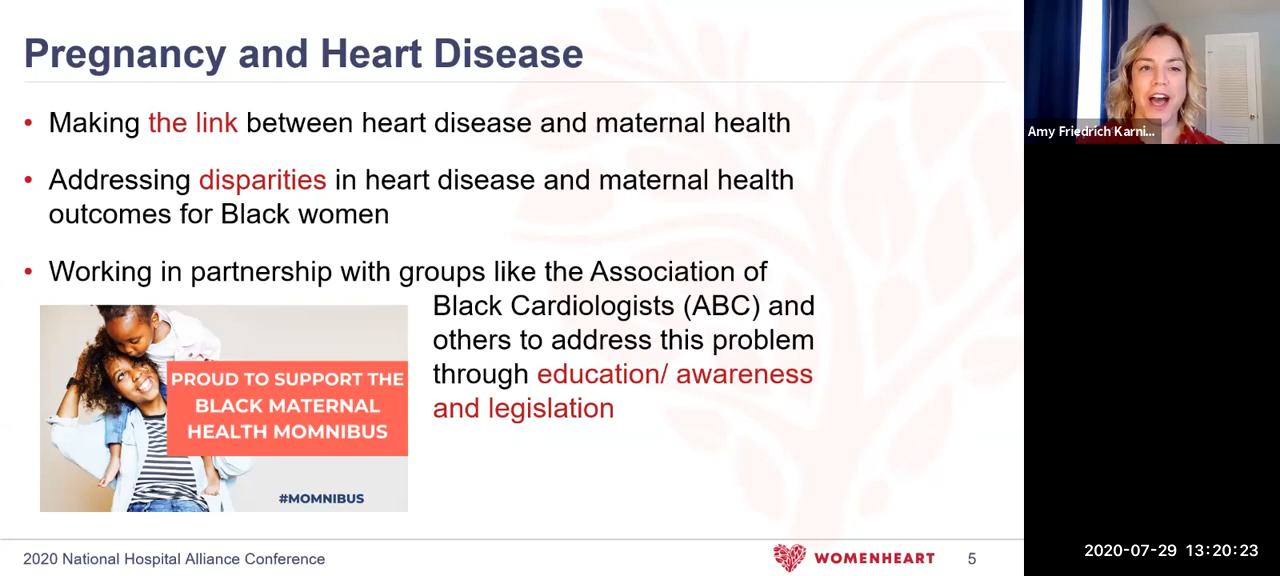 Pregnancy and Heart Disease
• Making the link between heart disease and maternal health
• Addressing disparities in heart disease and maternal health
outcomes for Black women
• Working in partnership with groups like the Association of
Black Cardiologists (ABC) and
others to address this problem
through education/ awareness
and legislation
PROUD TO SUPPORT THE
BLACK MATERNAL
HEALTH MOMNIBUS
#MOMNIBUS
2020 National Hospital Alliance Conference
WOMENHEART
5
Amy Friedrich Karni...
2020-07-29 13:20:23